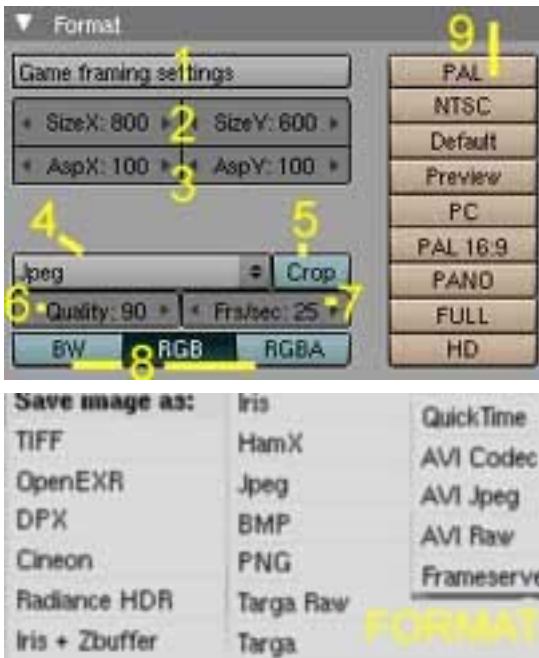 Format
9
1
Game framing settings
PAL
SizeX: 800
2
SizeY: 600
NTSC
Default
AspX: 100
3
AspY: 100
Preview
PC
4
5
PAL 16:9
Jpeg
Crop
PANO
6
Quality: 90
Frs/sec: 25
7
FULL
BW
8
RGB
RGBA
HD
Save image as:
TIFF
OpenEXR
DPX
Cineon
Radiance HDR
Iris + Zbuffer
Iris
HamX
Jpeg
BMP
PNG
Targa Raw
Targa
QuickTime
AVI Codec
AVI Jpeg
AVI Raw
Frameserve
FORMAT